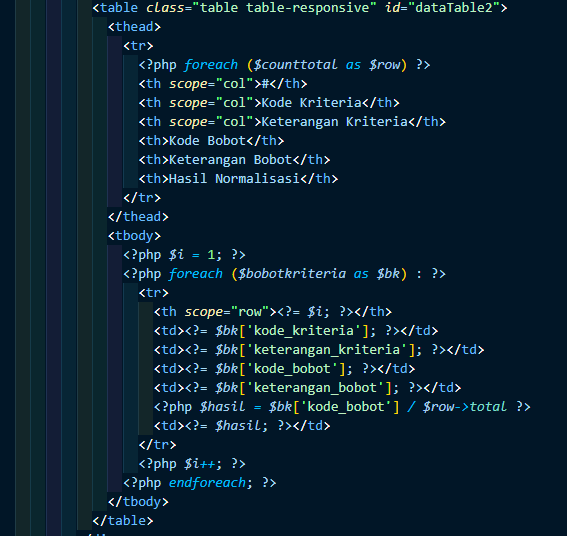 <table class="table table-responsive" id="dataTable2">
<thead>
<tr>
<?php foreach ($counttotal as $row) ?>
<th scope="col">#</th>
<th scope="col">Kode Kriteria</th>
<th scope="col">Keterangan Kriteria</th>
<th>Kode Bobot</th>
<th>Keterangan Bobot</th>
<th>Hasil Normalisasi</th>
</tr>
</thead>
<tbody>
<?php $i = 1; ?>
<?php foreach ($bobotkriteria as $bk) : ?>
<tr>
<th scope="row"><?= $i; ?></th>
<td><?= $bk['kode_kriteria']; ?></td>
<td><?= $bk['keterangan_kriteria']; ?></td>
<td><?= $bk['kode_bobot']; ?></td>
<td><?= $bk['keterangan_bobot']; ?></td>
<?php $hasil = $bk['kode_bobot'] / $row->total ?>
<td><?= $hasil; ?></td>
</tr>
<?php $i++; ?>
<?php endforeach; ?>
</tbody>
</table>